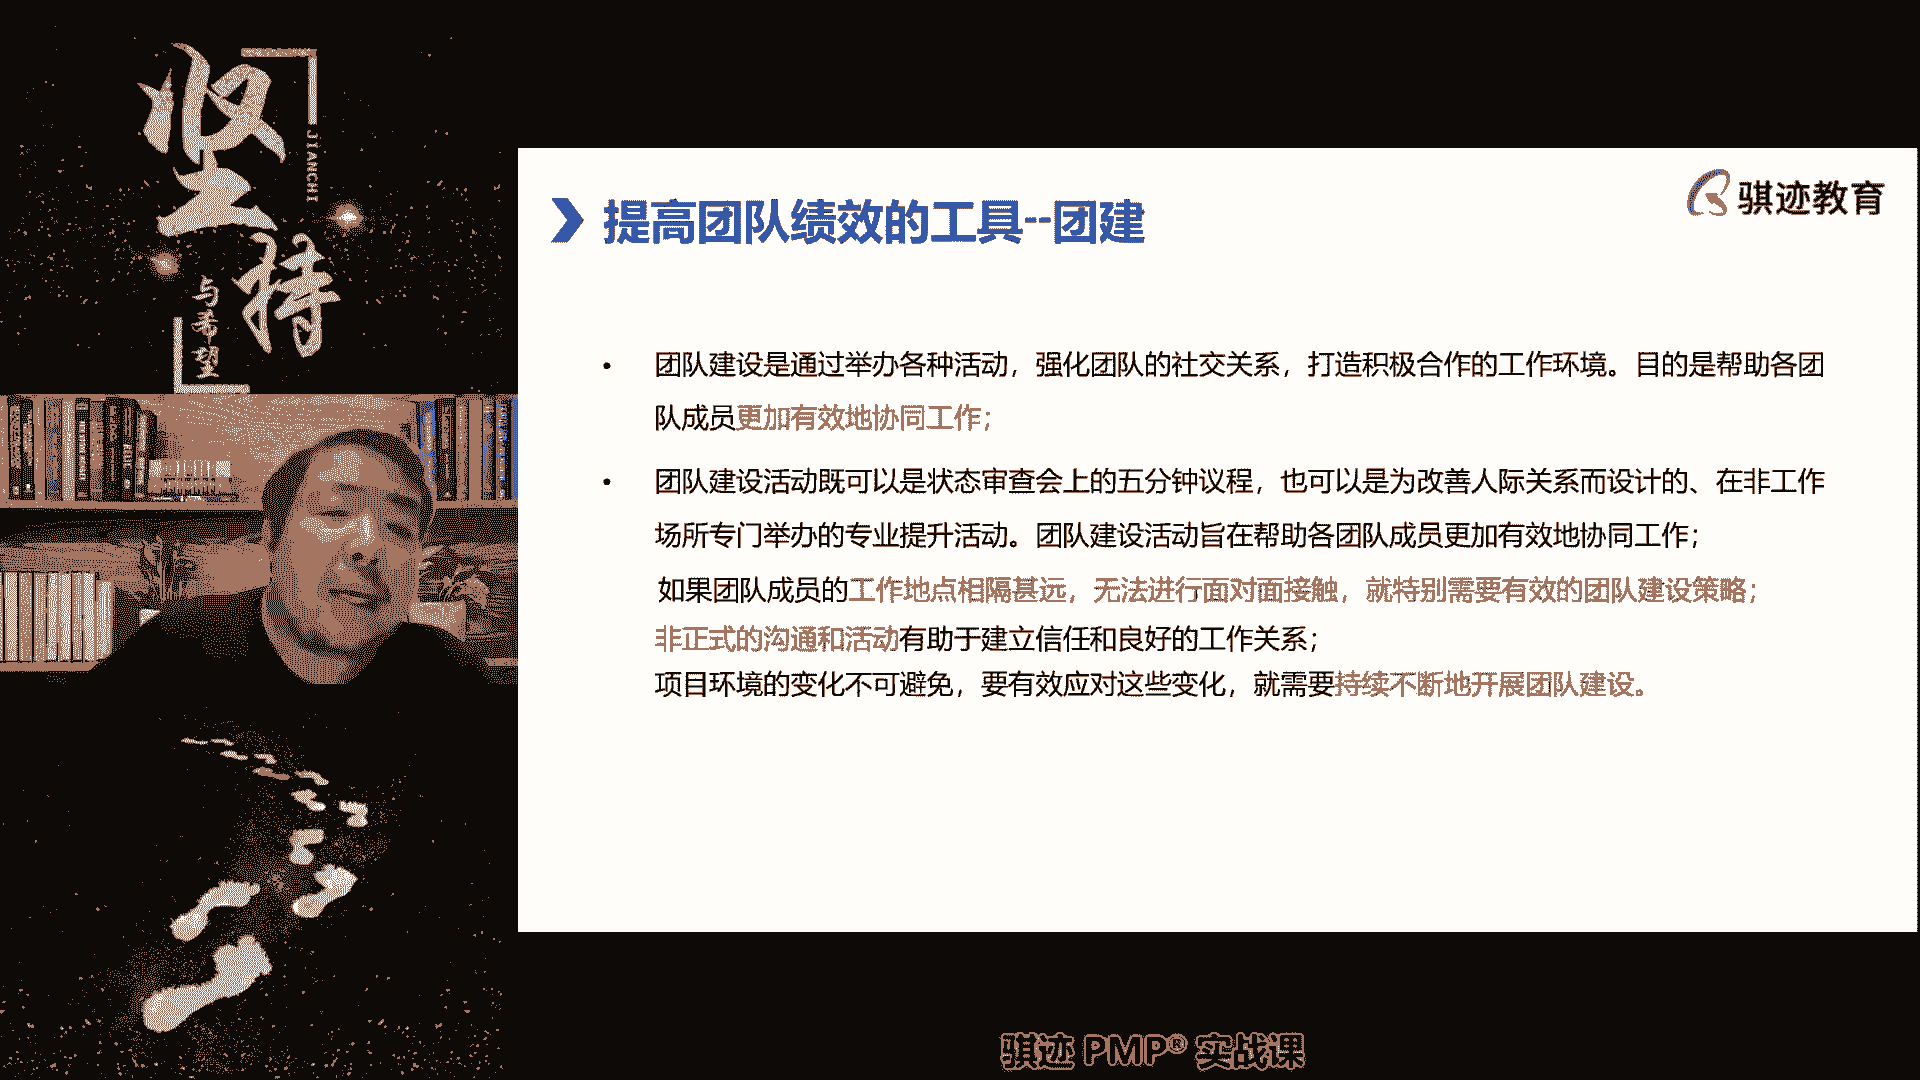 坚持
JIANCHI
与希望
骐迹教育
提高团队绩效的工具--团建
• 团队建设是通过举办各种活动，强化团队的社交关系，打造积极合作的工作环境。目的是帮助各团
队成员更加有效地协同工作；
• 团队建设活动既可以是状态审查会上的五分钟议程，也可以是为改善人际关系而设计的、在非工作
场所专门举办的专业提升活动。团队建设活动旨在帮助各团队成员更加有效地协同工作；
如果团队成员的工作地点相隔甚远，无法进行面对面接触，就特别需要有效的团队建设策略；
非正式的沟通和活动有助于建立信任和良好的工作关系；
项目环境的变化不可避免，要有效应对这些变化，就需要持续不断地开展团队建设。
骐迹 PMP® 实战课